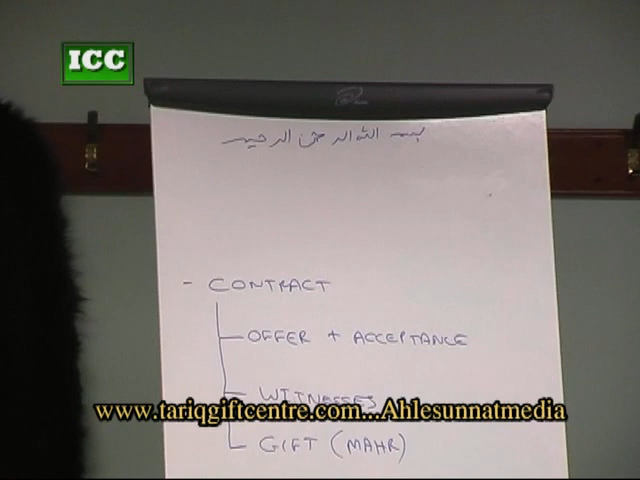 ICC
بسم الله الرحمن الرحيم
- CONTRACT
OFFER + ACCEPTANCE
WITNESSES
www.tariqgiftcentre.com...Ahlesunnatmedia
GIFT (MAHR)